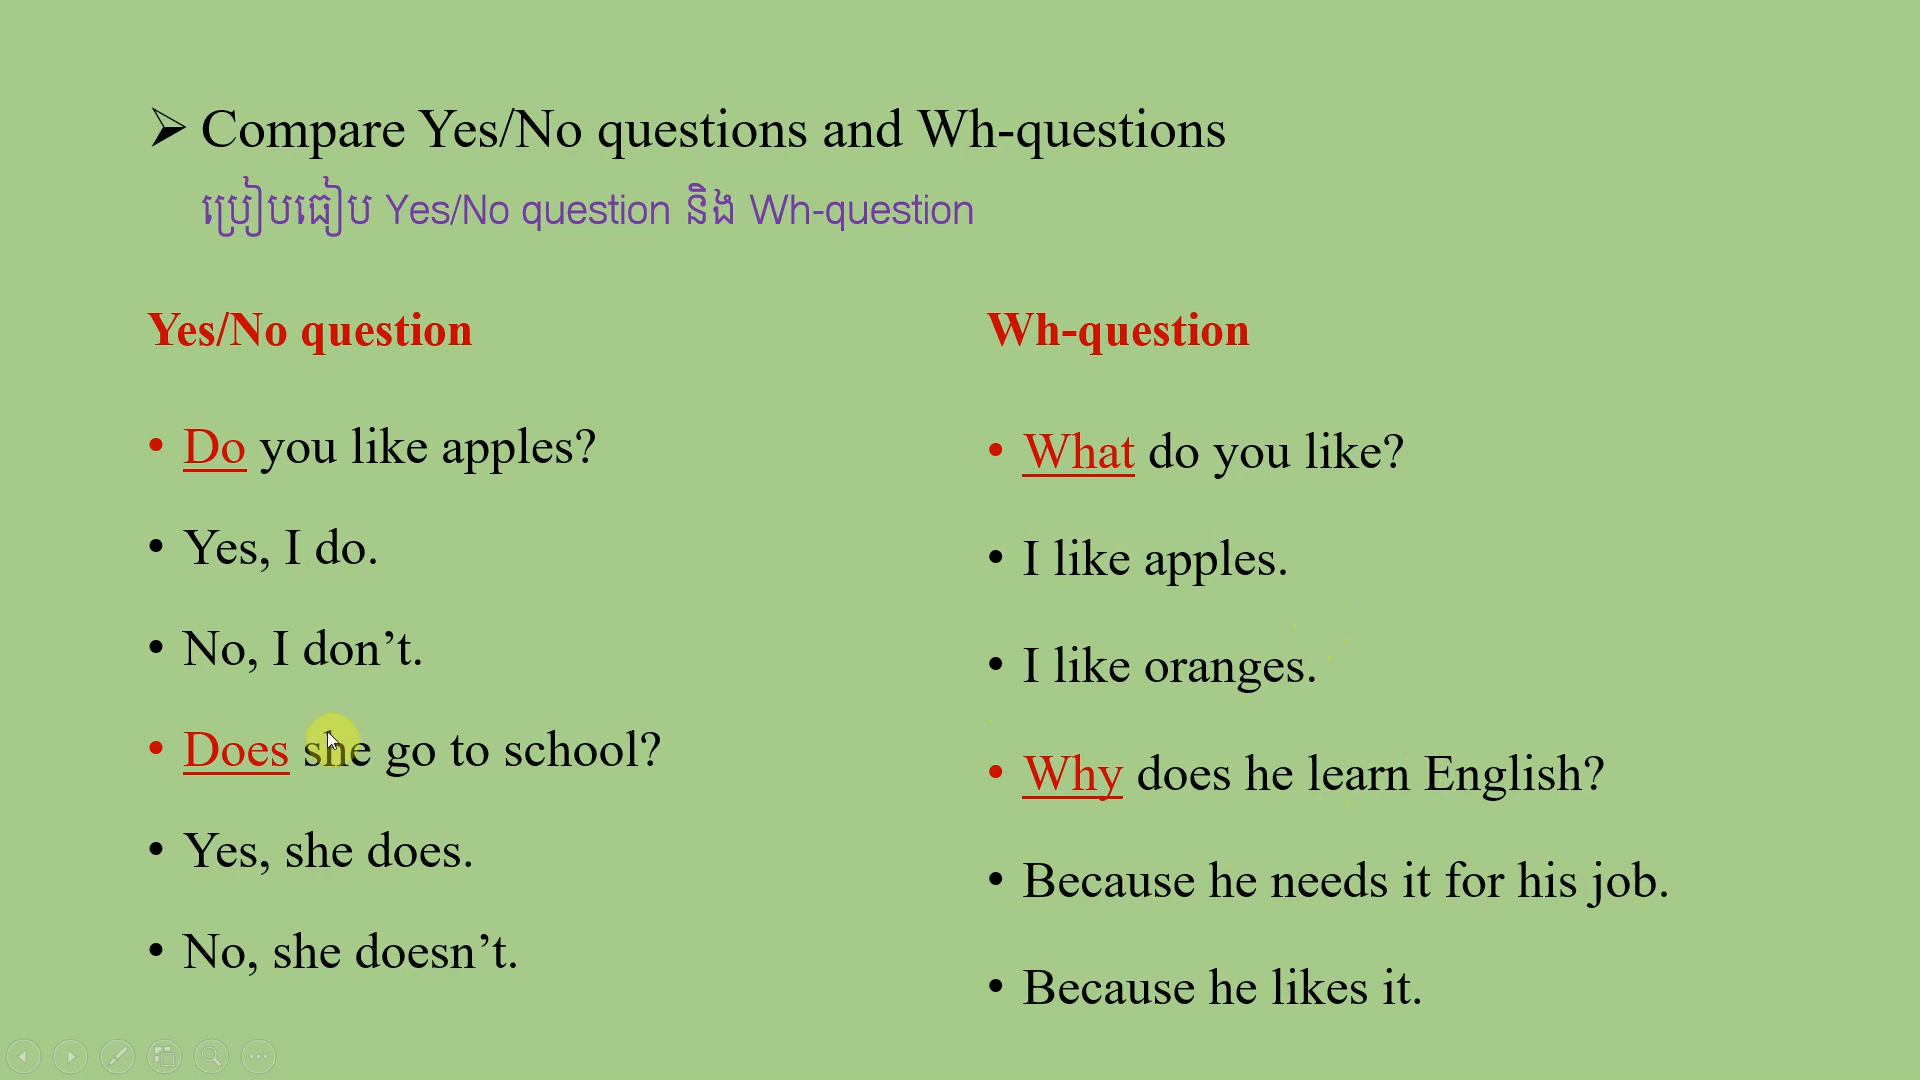 Compare Yes/No questions and Wh-questions
ប្រៀបធៀប Yes/No question និង Wh-question
Yes/No question
• Do you like apples?
• Yes, I do.
• No, I don’t.
• Does she go to school?
• Yes, she does.
• No, she doesn’t.
Wh-question
• What do you like?
• I like apples.
• I like oranges.
• Why does he learn English?
• Because he needs it for his job.
• Because he likes it.